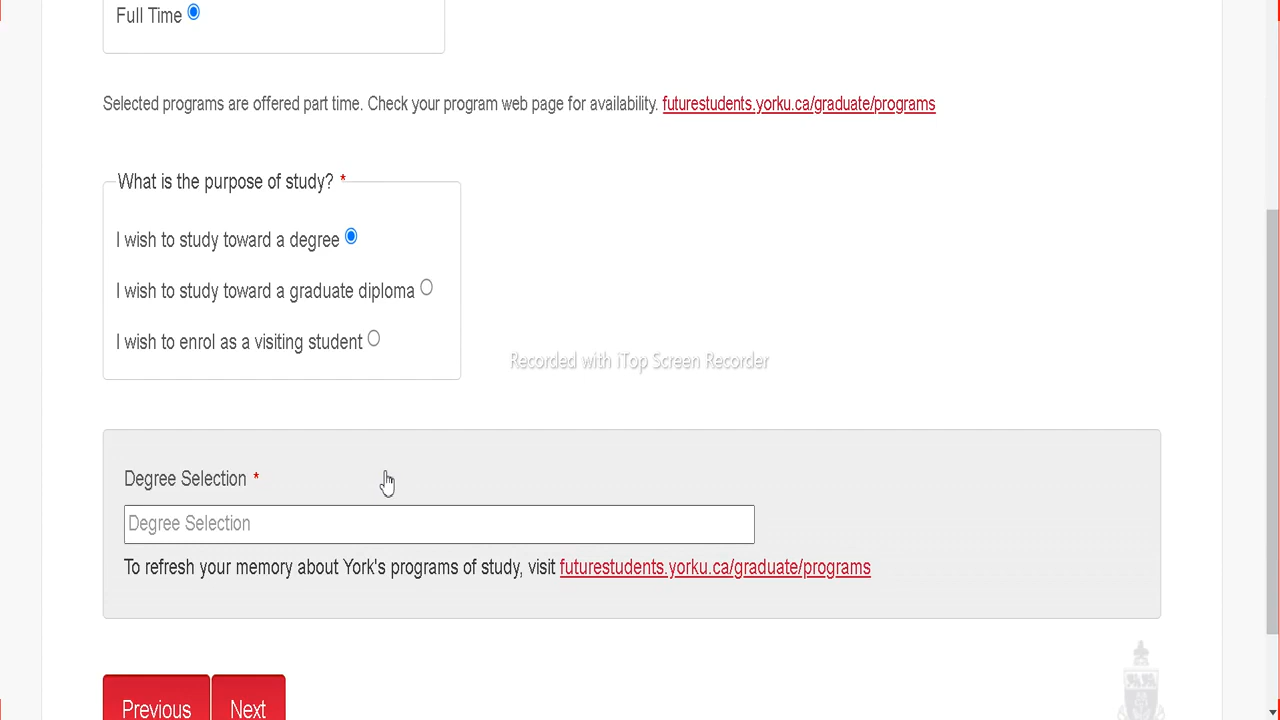 Full Time
Selected programs are offered part time. Check your program web page for availability. futurestudents.yorku.ca/graduate/programs
What is the purpose of study? *
I wish to study toward a degree
I wish to study toward a graduate diploma
I wish to enrol as a visiting student
Recorded with iTop Screen Recorder
Degree Selection *
Degree Selection
To refresh your memory about York's programs of study, visit futurestudents.yorku.ca/graduate/programs
Previous Next